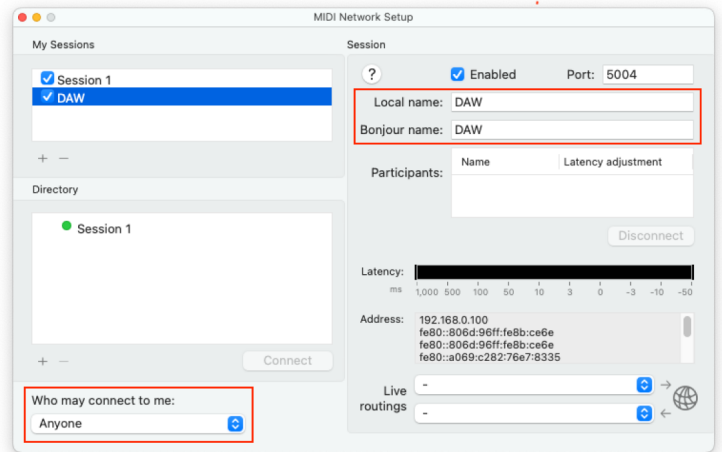 MIDI Network Setup
My Sessions
Session 1
DAW
+ −
Directory
Session 1
+ − Connect
Who may connect to me:
Anyone
Session
? Enabled Port: 5004
Local name: DAW
Bonjour name: DAW
Participants:
Name Latency adjustment
Disconnect
Latency:
ms 1,000 500 100 50 10 3 0 -3 -10 -50
Address: 192.168.0.100
fe80::806d:96ff:fe8b:ce6e
fe80::806d:96ff:fe8b:ce6e
fe80::a069:c282:76e7:8335
Live routings
-
-